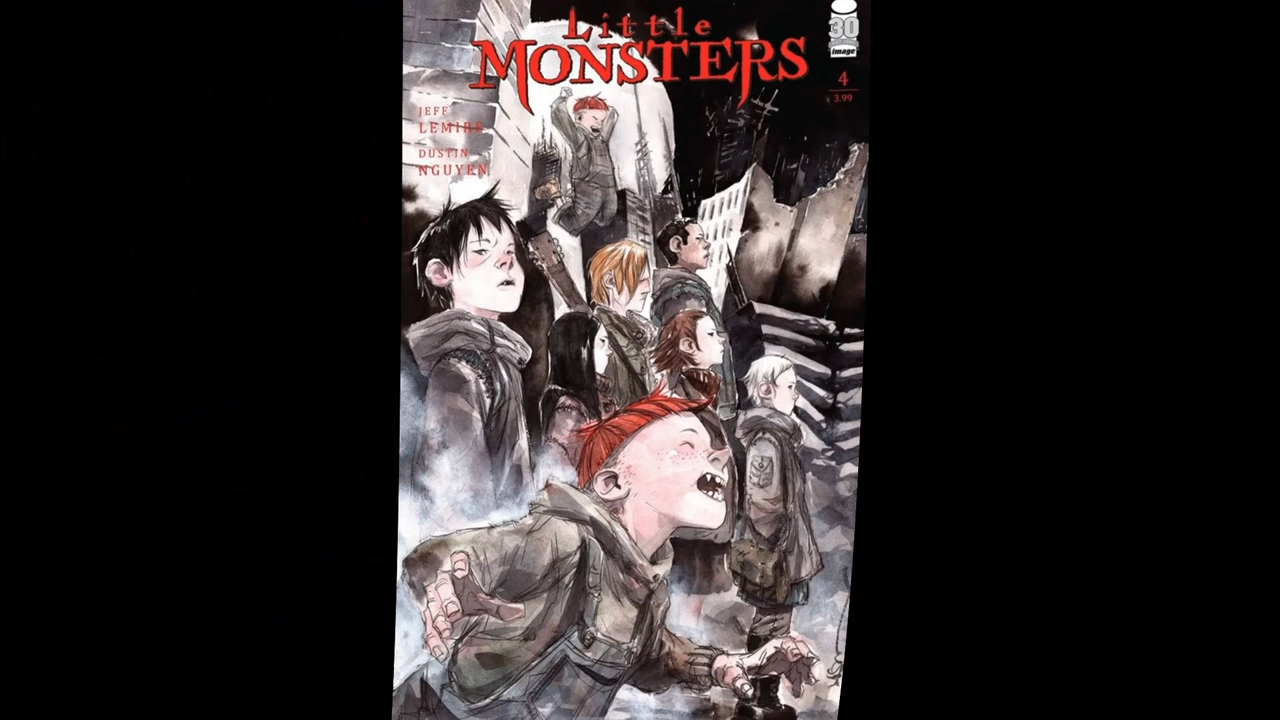 Little
MONSTERS
30
image
4
3.99
JEFF
LEMIRE
DUSTIN
NGUYEN